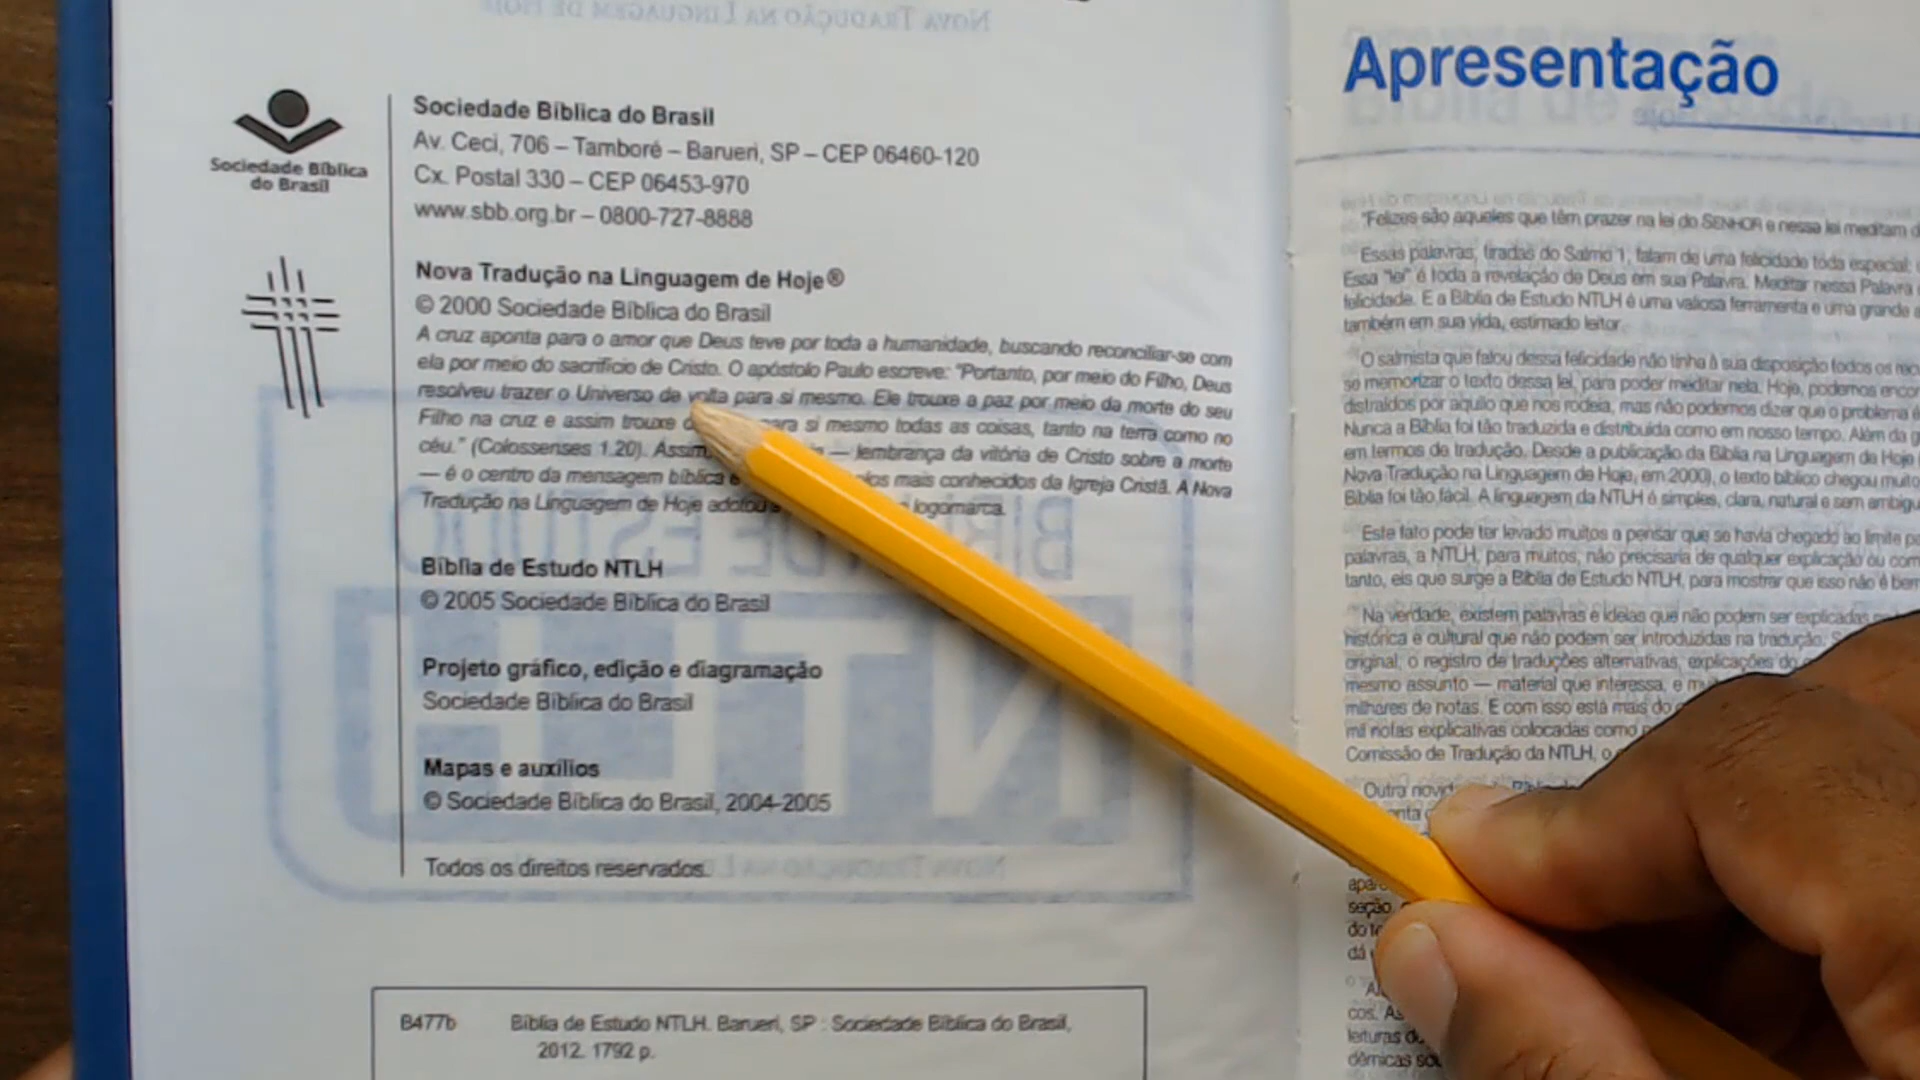 Sociedade Bíblica
do Brasil
Sociedade Bíblica do Brasil
Av. Ceci, 706 – Tamboré – Barueri, SP – CEP 06460-120
Cx. Postal 330 – CEP 06453-970
www.sbb.org.br – 0800-727-8888
Nova Tradução na Linguagem de Hoje®
© 2000 Sociedade Bíblica do Brasil
A cruz aponta para o amor que Deus teve por toda a humanidade, buscando reconciliar-se com
ela por meio do sacrifício de Cristo. O apóstolo Paulo escreve: "Portanto, por meio do Filho, Deus
resolveu trazer o Universo de volta para si mesmo. Ele trouxe a paz por meio da morte do seu
Filho na cruz e assim trouxe para si mesmo todas as coisas, tanto na terra como no
céu." (Colossenses 1.20). Assim — lembrança da vitória de Cristo sobre a morte
— é o centro da mensagem bíblica e mais conhecidos da Igreja Cristã. A Nova
Tradução na Linguagem de Hoje adotou logomarca.
Bíblia de Estudo NTLH
© 2005 Sociedade Bíblica do Brasil
Projeto gráfico, edição e diagramação
Sociedade Bíblica do Brasil
Mapas e auxílios
© Sociedade Bíblica do Brasil, 2004-2005
Todos os direitos reservados.
B477b Bíblia de Estudo NTLH. Barueri, SP : Sociedade Bíblica do Brasil,
2012. 1792 p.
Apresentação
"Felizes são aqueles que têm prazer na lei do SENHOR e nessa lei meditam
Essas palavras, tiradas do Salmo 1, falam de uma felicidade toda especial:
Essa "lei" é toda a revelação de Deus em sua Palavra. Meditar nessa Palavra
felicidade. E a Bíblia de Estudo NTLH é uma valiosa ferramenta e uma grande
também em sua vida, estimado leitor.
O salmista que falou dessa felicidade não tinha à sua disposição todos os
se memorizar o texto dessa lei, para poder meditar nela. Hoje, podemos
distraídos por aquilo que nos rodeia, mas não podemos dizer que o problema
Nunca a Bíblia foi tão traduzida e distribuída como em nosso tempo. Além da
em termos de tradução. Desde a publicação da Bíblia na Linguagem de Hoje
Nova Tradução na Linguagem de Hoje, em 2000), o texto bíblico chegou
Bíblia foi tão fácil. A linguagem da NTLH é simples, clara, natural e sem
Este fato pode ter levado muitos a pensar que se havia chegado ao limite
palavras, a NTLH, para muitos, não precisaria de qualquer explicação ou
tanto, eis que surge a Bíblia de Estudo NTLH, para mostrar que isso não é
Na verdade, existem palavras e ideias que não podem ser explicadas
histórica e cultural que não podem ser introduzidas na tradução.
original, o registro de traduções alternativas, explicações do
mesmo assunto — material que interessa, e
milhares de notas. E com isso está mais do
mil notas explicativas colocadas como
Comissão de Tradução da NTLH, o
Outra
seção,
dá
cos. As
leituras